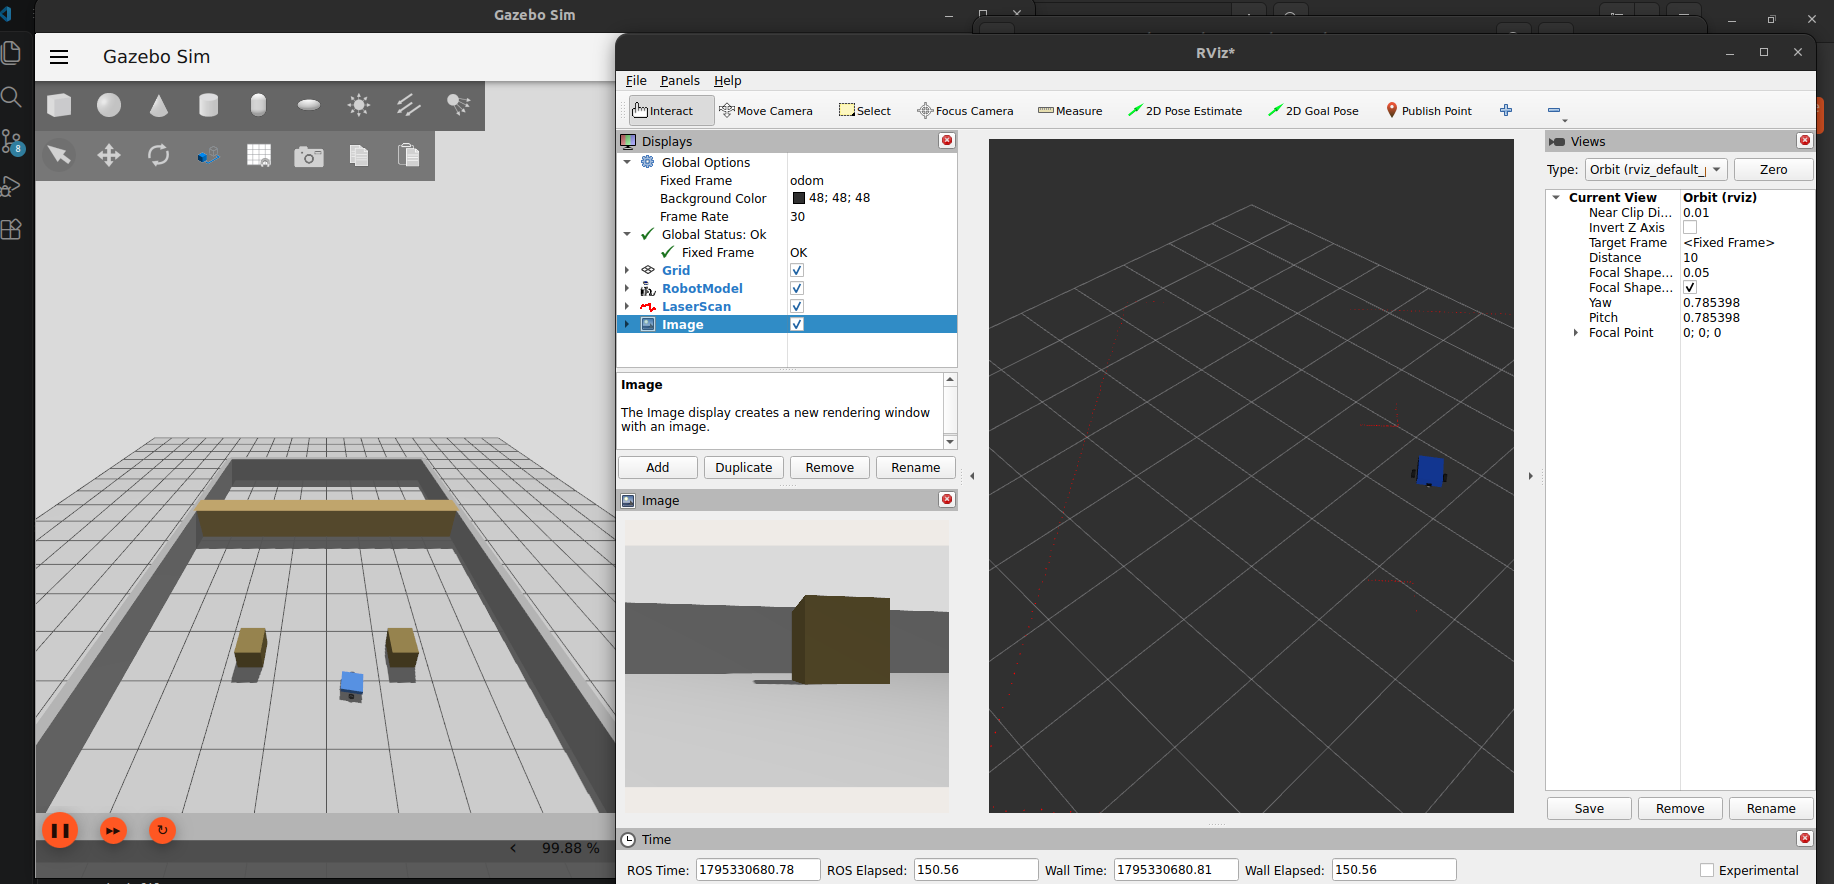 Gazebo Sim
Gazebo Sim
8
99.88 %
RViz*
File Panels Help
Interact Move Camera Select Focus Camera Measure 2D Pose Estimate 2D Goal Pose Publish Point
Displays
Global Options
Fixed Frame odom
Background Color 48; 48; 48
Frame Rate 30
Global Status: Ok
Fixed Frame OK
Grid
RobotModel
LaserScan
Image
Image
The Image display creates a new rendering window
with an image.
Add Duplicate Remove Rename
Image
Views
Type: Orbit (rviz_default_ Zero
Current View Orbit (rviz)
Near Clip Di... 0.01
Invert Z Axis
Target Frame <Fixed Frame>
Distance 10
Focal Shape... 0.05
Focal Shape...
Yaw 0.785398
Pitch 0.785398
Focal Point 0; 0; 0
Save Remove Rename
Time
ROS Time: 1795330680.78 ROS Elapsed: 150.56 Wall Time: 1795330680.81 Wall Elapsed: 150.56 Experimental